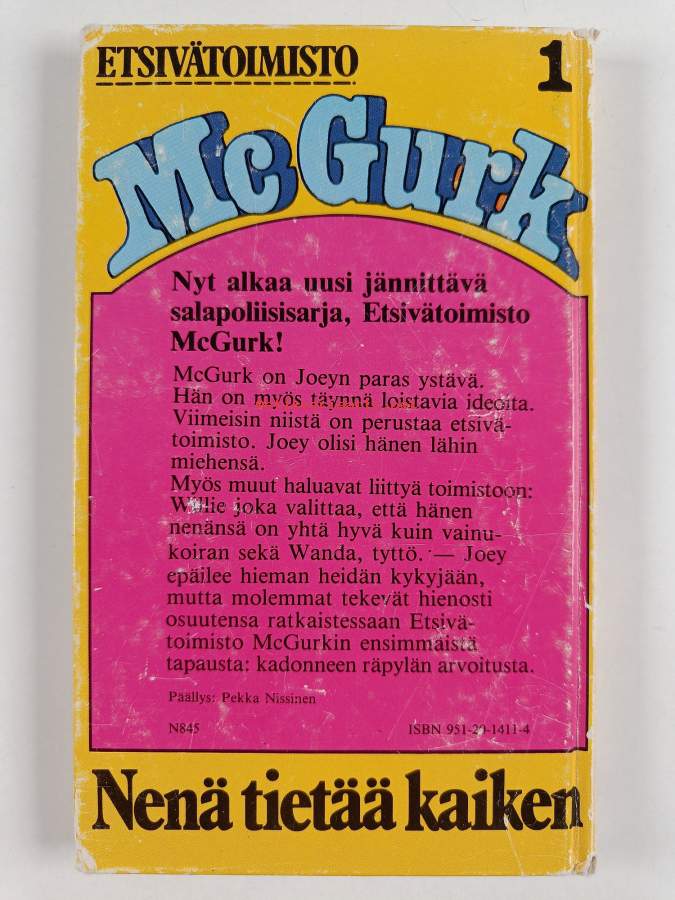 ETSIVÄTOIMISTO 1
McGurk
Nyt alkaa uusi jännittävä
salapoliisisarja, Etsivätoimisto
McGurk!
McGurk on Joeyn paras ystävä.
Hän on myös täynnä loistavia ideoita.
Viimeisin niistä on perustaa etsivä-
toimisto. Joey olisi hänen lähin
miehensä.
Myös muut haluavat liittyä toimistoon:
Willie joka valittaa, että hänen
nenänsä on yhtä hyvä kuin vainu-
koiran sekä Wanda, tyttö. — Joey
epäilee hieman heidän kykyjään,
mutta molemmat tekevät hienosti
osuutensa ratkaistessaan Etsivä-
toimisto McGurkin ensimmäistä
tapausta: kadonneen räpylän arvoitusta.
Päällys: Pekka Nissinen
N845 ISBN 951-20-1411-4
Nenä tietää kaiken